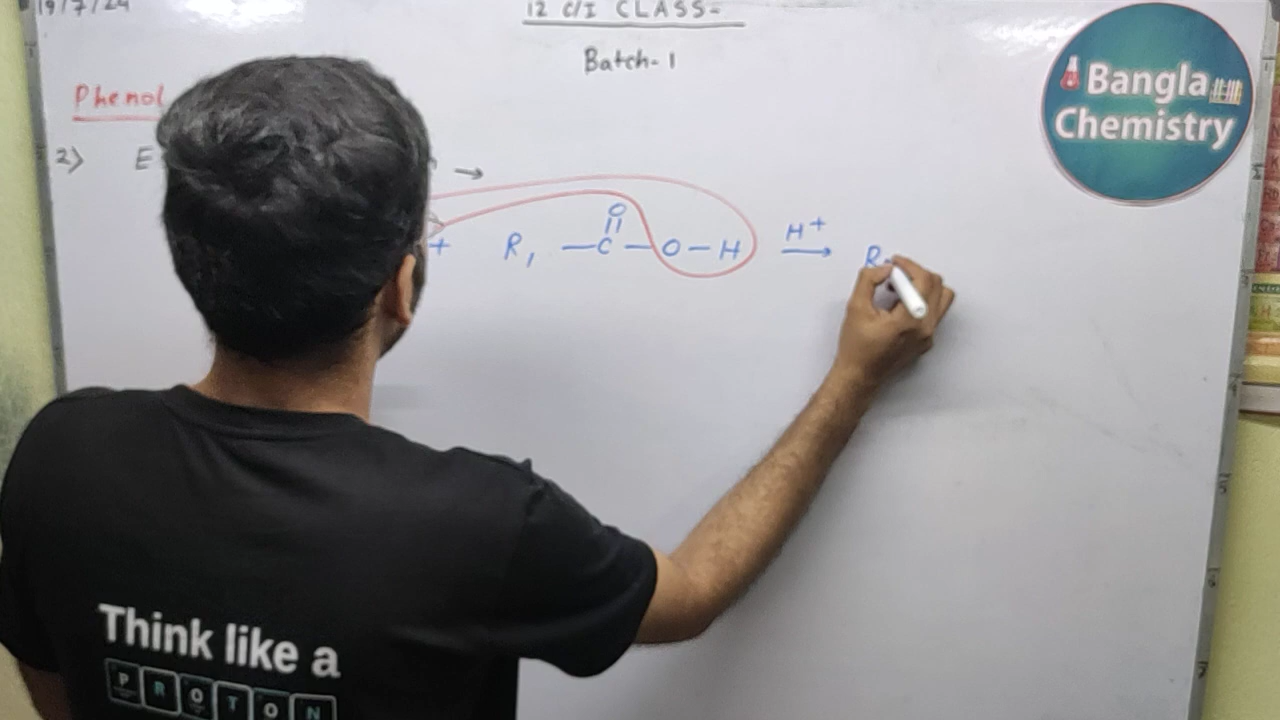 19/7/24
12 C/I CLASS-
Batch-1
Bangla
Chemistry
Phenol
2) E →
O
||
+ R₁ — C — O — H H⁺ → R
Think like a
PROTON